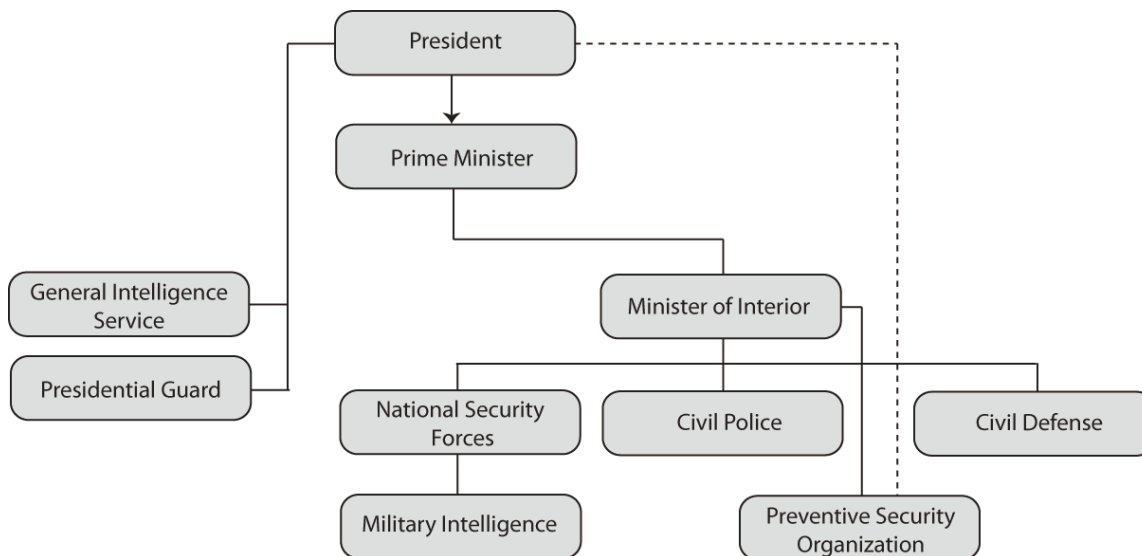 President
Prime Minister
General Intelligence
Service
Minister of Interior
Presidential Guard
National Security
Forces
Civil Police
Civil Defense
Military Intelligence
Preventive Security
Organization